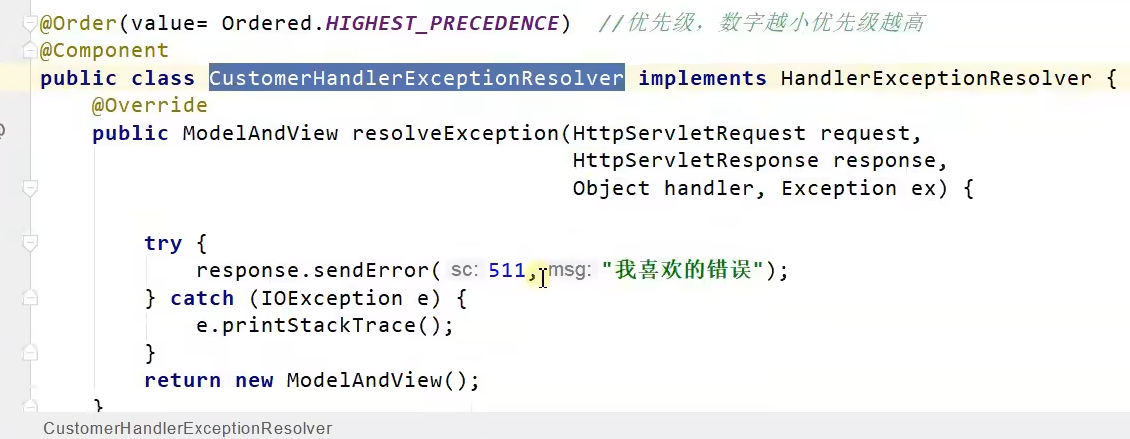 @Order(value= Ordered.HIGHEST_PRECEDENCE)  //优先级，数字越小优先级越高
@Component
public class CustomerHandlerExceptionResolver implements HandlerExceptionResolver {
    @Override
    public ModelAndView resolveException(HttpServletRequest request,
                                         HttpServletResponse response,
                                         Object handler, Exception ex) {
        try {
            response.sendError( sc: 511, msg: "我喜欢的错误");
        } catch (IOException e) {
            e.printStackTrace();
        }
        return new ModelAndView();
    }
CustomerHandlerExceptionResolver